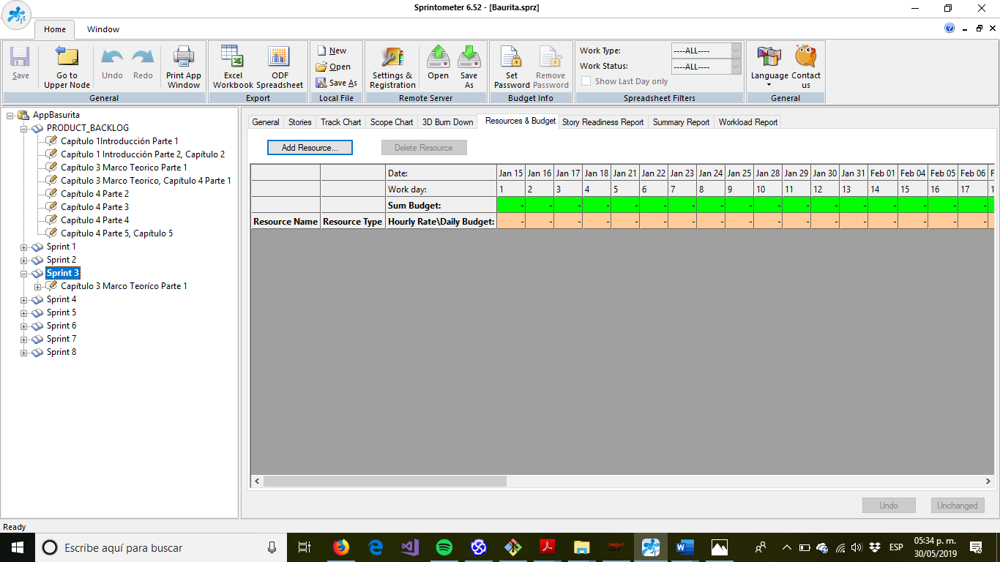 Sprintometer 6.52 - [Baurita.sprz]
Home Window
Save
Go to Upper Node
Undo
Redo
Print App Window
General
Excel Workbook
ODF Spreadsheet
Export
New
Open
Save As
Local File
Settings & Registration
Open
Save As
Remote Server
Set Password
Remove Password
Budget Info
Work Type: ----ALL----
Work Status: ----ALL----
Show Last Day only
Spreadsheet Filters
Language
Contact us
General
AppBasurita
PRODUCT_BACKLOG
Capítulo 1Introducción Parte 1
Capítulo 1 Introducción Parte 2, Capítulo 2
Capítulo 3 Marco Teorico Parte 1
Capítulo 3 Marco Teorico, Capítulo 4 Parte 1
Capítulo 4 Parte 2
Capítulo 4 Parte 3
Capítulo 4 Parte 4
Capítulo 4 Parte 5, Capítulo 5
Sprint 1
Sprint 2
Sprint 3
Capítulo 3 Marco Teoríco Parte 1
Sprint 4
Sprint 5
Sprint 6
Sprint 7
Sprint 8
General Stories Track Chart Scope Chart 3D Burn Down Resources & Budget Story Readiness Report Summary Report Workload Report
Add Resource... Delete Resource
Date: Jan 15 Jan 16 Jan 17 Jan 18 Jan 21 Jan 22 Jan 23 Jan 24 Jan 25 Jan 28 Jan 29 Jan 30 Jan 31 Feb 01 Feb 04 Feb 05 Feb 06 F
Work day: 1 2 3 4 5 6 7 8 9 10 11 12 13 14 15 16 17 1
Sum Budget: - - - - - - - - - - - - - - - - -
Resource Name Resource Type Hourly Rate\Daily Budget: - - - - - - - - - - - - - - - - -
Undo Unchanged
Ready
Escribe aquí para buscar
ESP
05:34 p. m.
30/05/2019